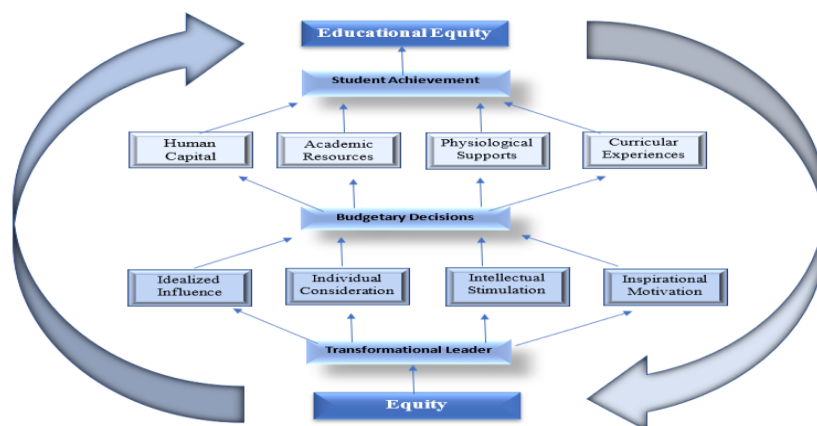 Educational Equity
Student Achievement
Human
Capital
Academic
Resources
Physiological
Supports
Curricular
Experiences
Budgetary Decisions
Idealized
Influence
Individual
Consideration
Intellectual
Stimulation
Inspirational
Motivation
Transformational Leader
Equity